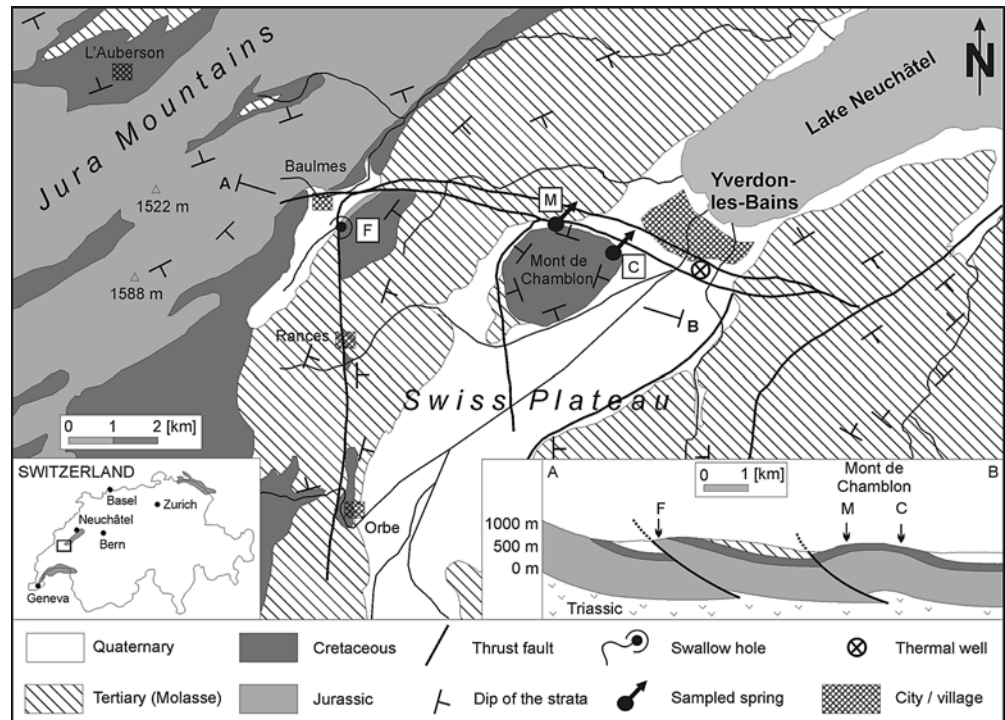 L'Auberson
Jura Mountains
N
Lake Neuchâtel
Baulmes
A
1522 m
F
M
Yverdon-
les-Bains
1588 m
Mont de
Chamblon
C
B
Rances
Swiss Plateau
0 1 2 [km]
Orbe
SWITZERLAND
Basel
Zurich
Neuchâtel
Bern
Geneva
A
0 1 [km]
Mont de
Chamblon
B
F
M
C
1000 m
500 m
0 m
Triassic
Quaternary
Cretaceous
Thrust fault
Swallow hole
Thermal well
Tertiary (Molasse)
Jurassic
Dip of the strata
Sampled spring
City / village